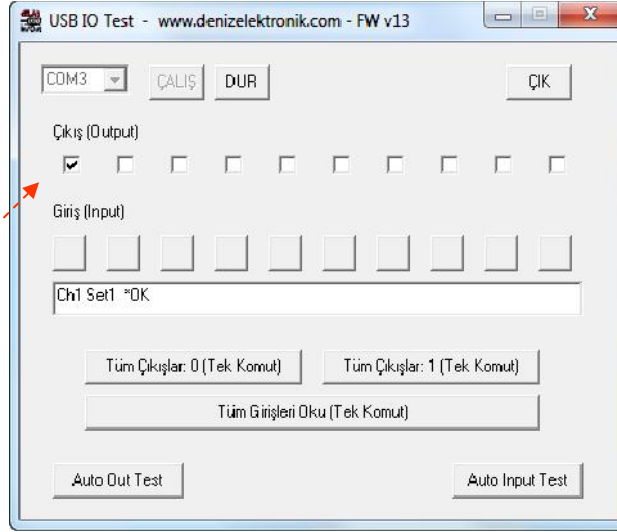 USB IO Test - www.denizelektronik.com - FW v13
COM3 ÇALIŞ DUR ÇIK
Çıkış (Output)
Giriş (Input)
Ch1 Set1 *OK
Tüm Çıkışlar: 0 (Tek Komut) Tüm Çıkışlar: 1 (Tek Komut)
Tüm Girişleri Oku (Tek Komut)
Auto Out Test Auto Input Test